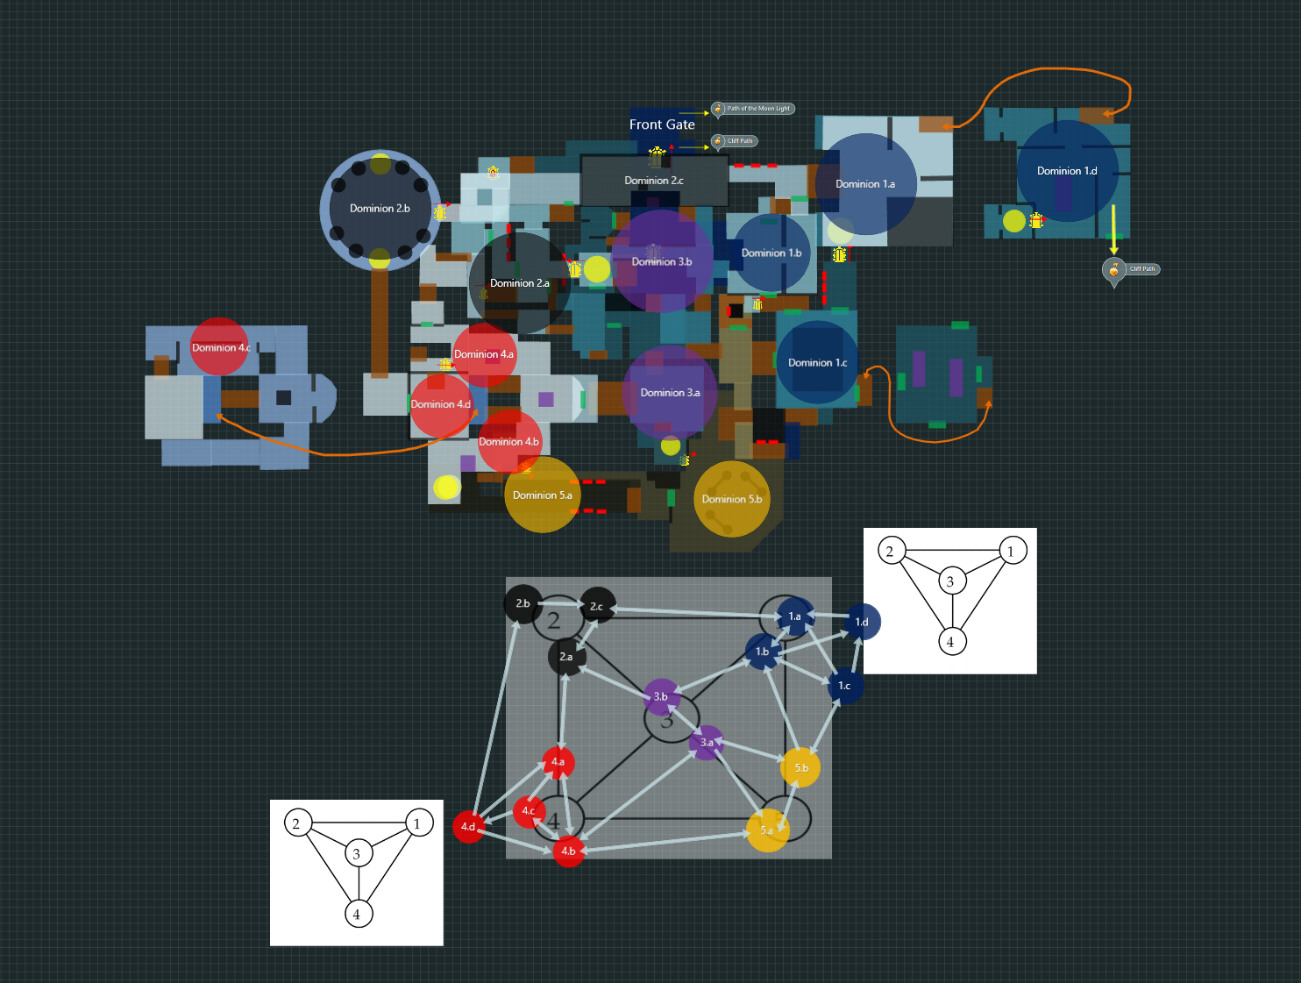 Path of the Moon Light
Front Gate
Cliff Path
Dominion 2.c
Dominion 1.a
Dominion 1.d
Dominion 2.b
Dominion 3.b
Dominion 1.b
Dominion 2.a
Cliff Path
Dominion 4.c
Dominion 4.a
Dominion 1.c
Dominion 3.a
Dominion 4.d
Dominion 4.b
Dominion 5.a
Dominion 5.b
2 1
3
4
2.b 2.c 1.a 1.d
2
2.a 1.b
1.c
3.b
3
3.a
4.a 5.b
4.c
4.d 4 5.a
4.b
2 1
3
4